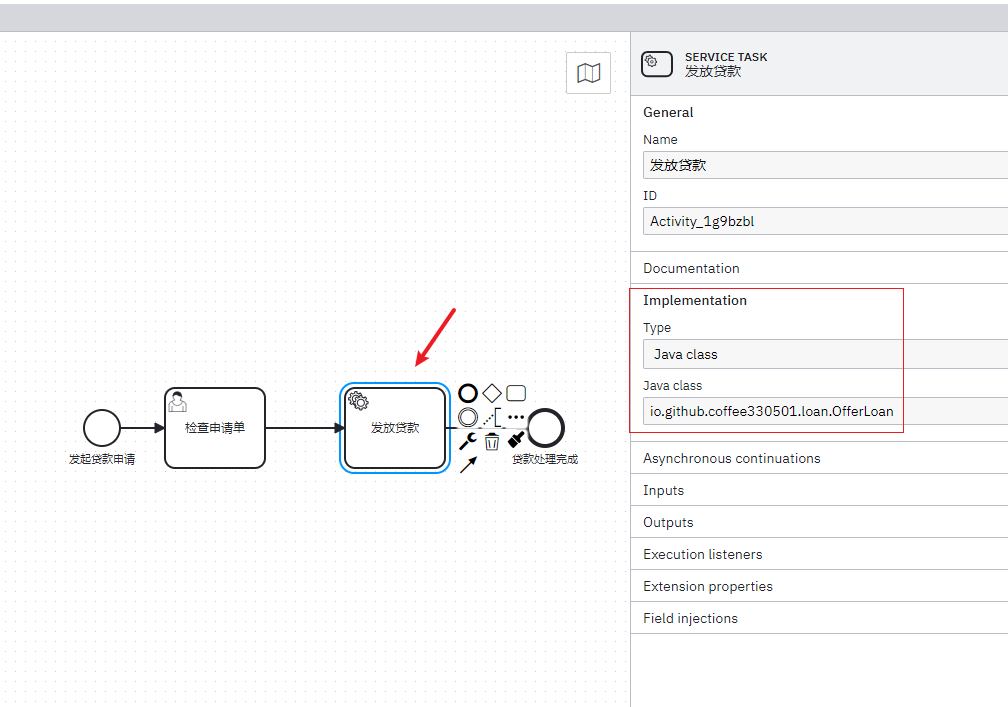 SERVICE TASK
发放贷款
General
Name
发放贷款
ID
Activity_1g9bzbl
Documentation
Implementation
Type
Java class
Java class
io.github.coffee330501.loan.OfferLoan
Asynchronous continuations
Inputs
Outputs
Execution listeners
Extension properties
Field injections
检查申请单
发放贷款
发起贷款申请
贷款处理完成